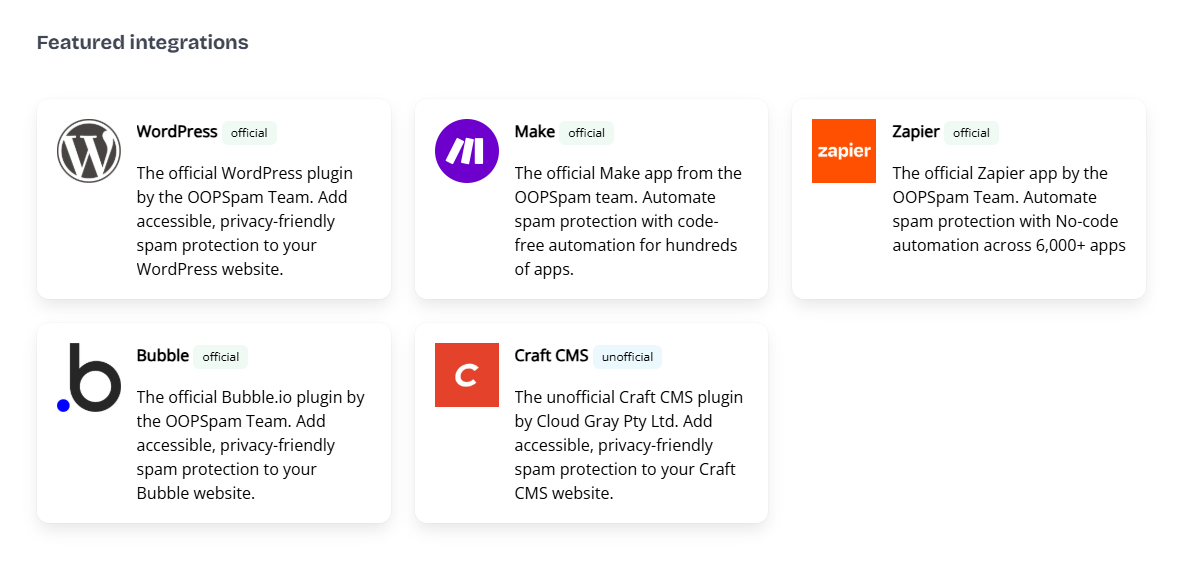 Featured integrations
WordPress official
The official WordPress plugin
by the OOPSpam Team. Add
accessible, privacy-friendly
spam protection to your
WordPress website.
Make official
The official Make app from the
OOPSpam team. Automate
spam protection with code-
free automation for hundreds
of apps.
zapier
Zapier official
The official Zapier app by the
OOPSpam Team. Automate
spam protection with No-code
automation across 6,000+ apps
Bubble official
The official Bubble.io plugin by
the OOPSpam Team. Add
accessible, privacy-friendly
spam protection to your
Bubble website.
Craft CMS unofficial
The unofficial Craft CMS plugin
by Cloud Gray Pty Ltd. Add
accessible, privacy-friendly
spam protection to your Craft
CMS website.